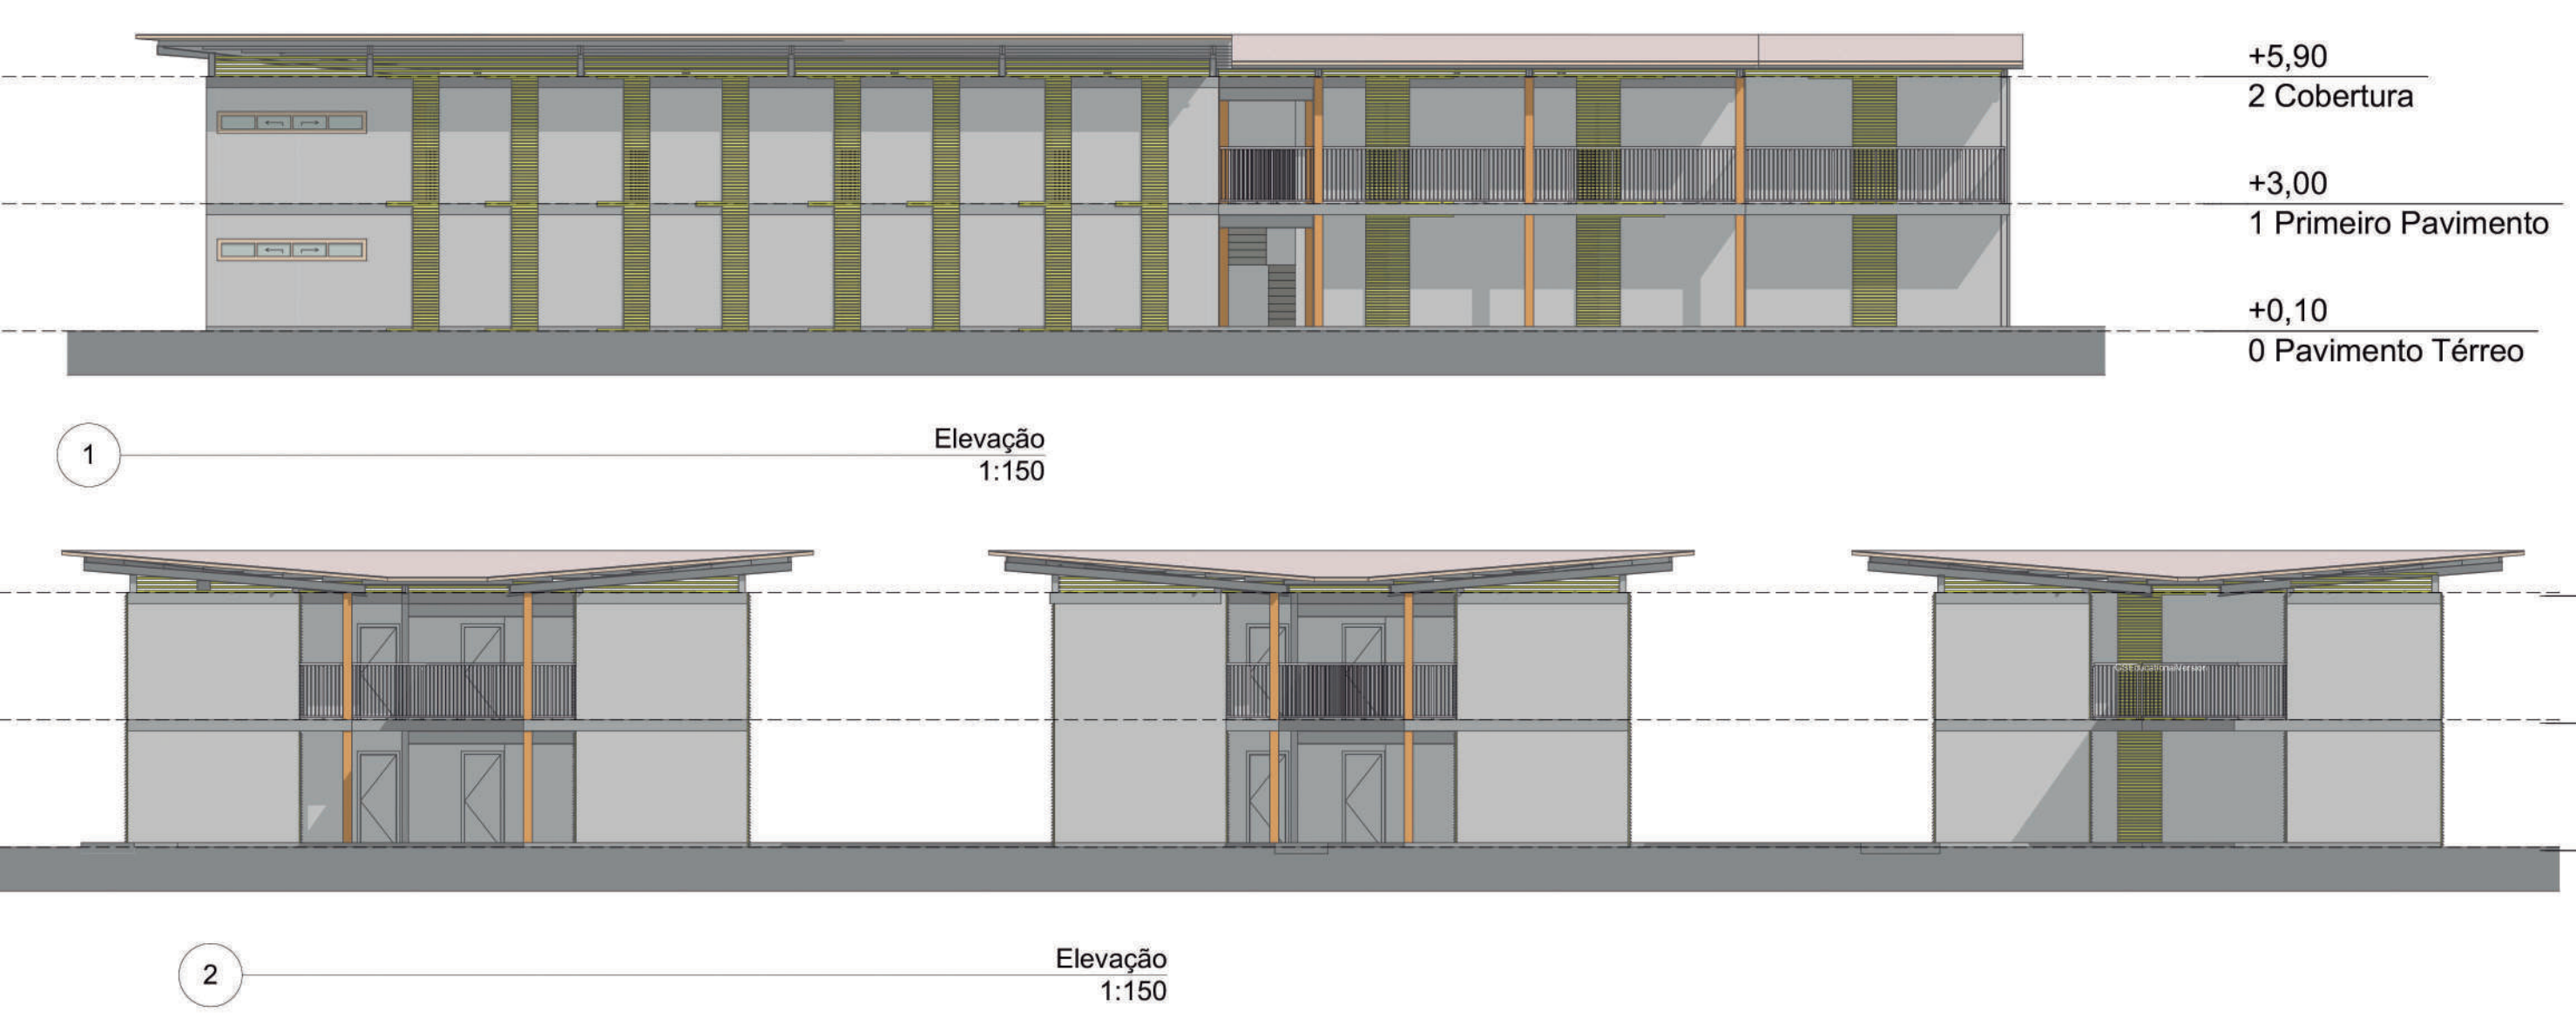 +5,90
2 Cobertura
+3,00
1 Primeiro Pavimento
+0,10
0 Pavimento Térreo
1
Elevação
1:150
GSEducationalVersion
2
Elevação
1:150